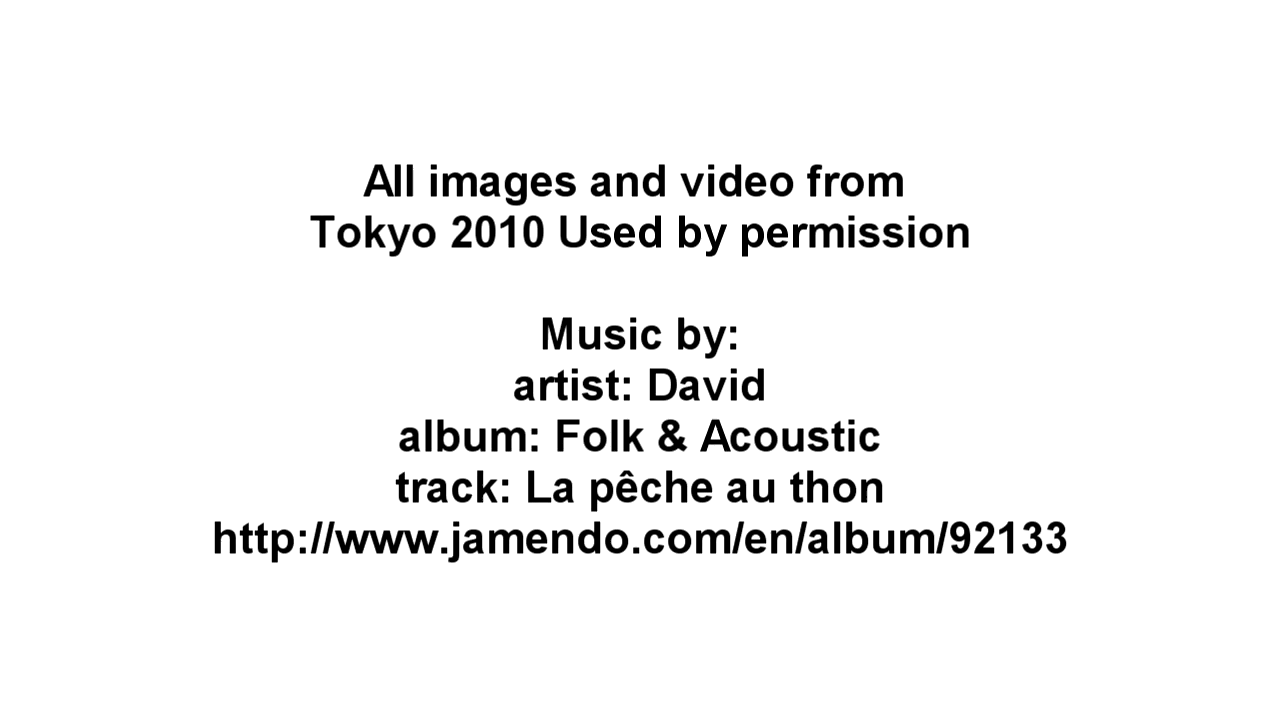 All images and video from
Tokyo 2010 Used by permission
Music by:
artist: David
album: Folk & Acoustic
track: La pêche au thon
http://www.jamendo.com/en/album/92133